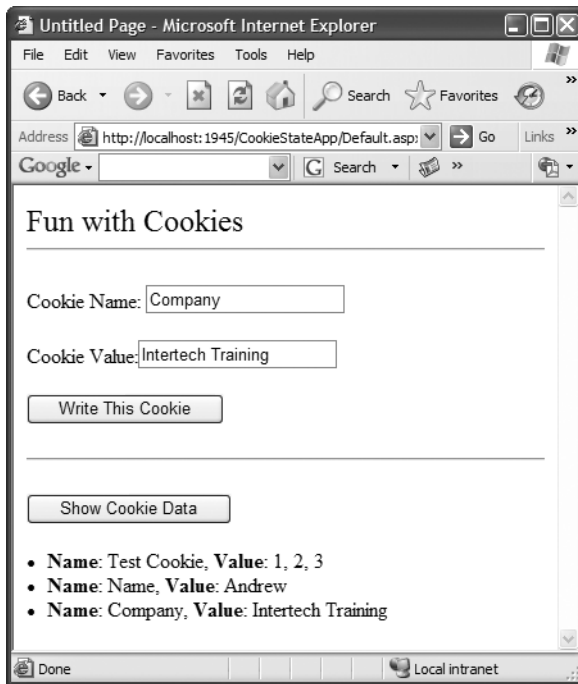 Untitled Page - Microsoft Internet Explorer
File Edit View Favorites Tools Help
Back Search Favorites »
Address http://localhost:1945/CookieStateApp/Default.asp Go Links »
Google Search »
Fun with Cookies
Cookie Name: Company
Cookie Value: Intertech Training
Write This Cookie
Show Cookie Data
• Name: Test Cookie, Value: 1, 2, 3
• Name: Name, Value: Andrew
• Name: Company, Value: Intertech Training
Done Local intranet